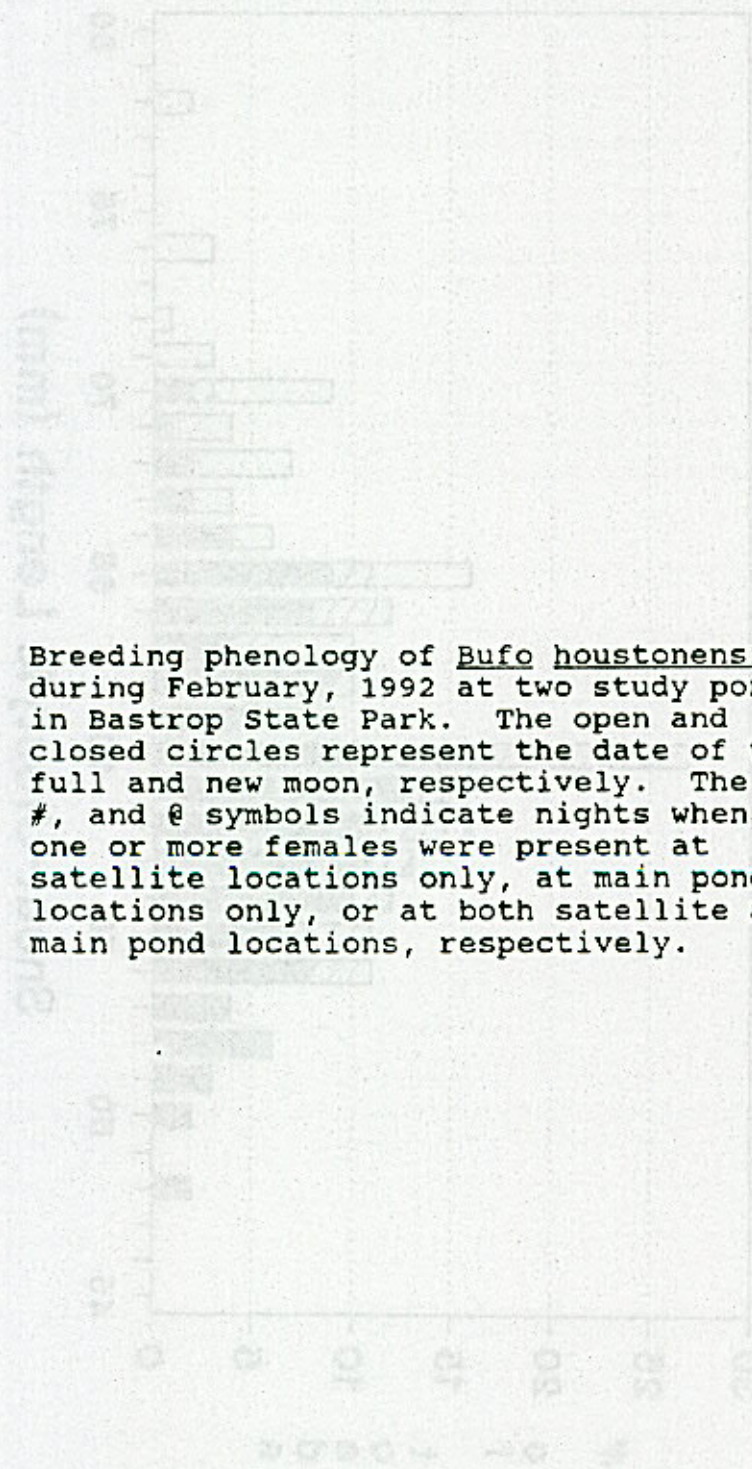 Breeding phenology of Bufo houstonens
during February, 1992 at two study po
in Bastrop State Park. The open and
closed circles represent the date of
full and new moon, respectively. The
#, and @ symbols indicate nights when
one or more females were present at
satellite locations only, at main pon
locations only, or at both satellite
main pond locations, respectively.